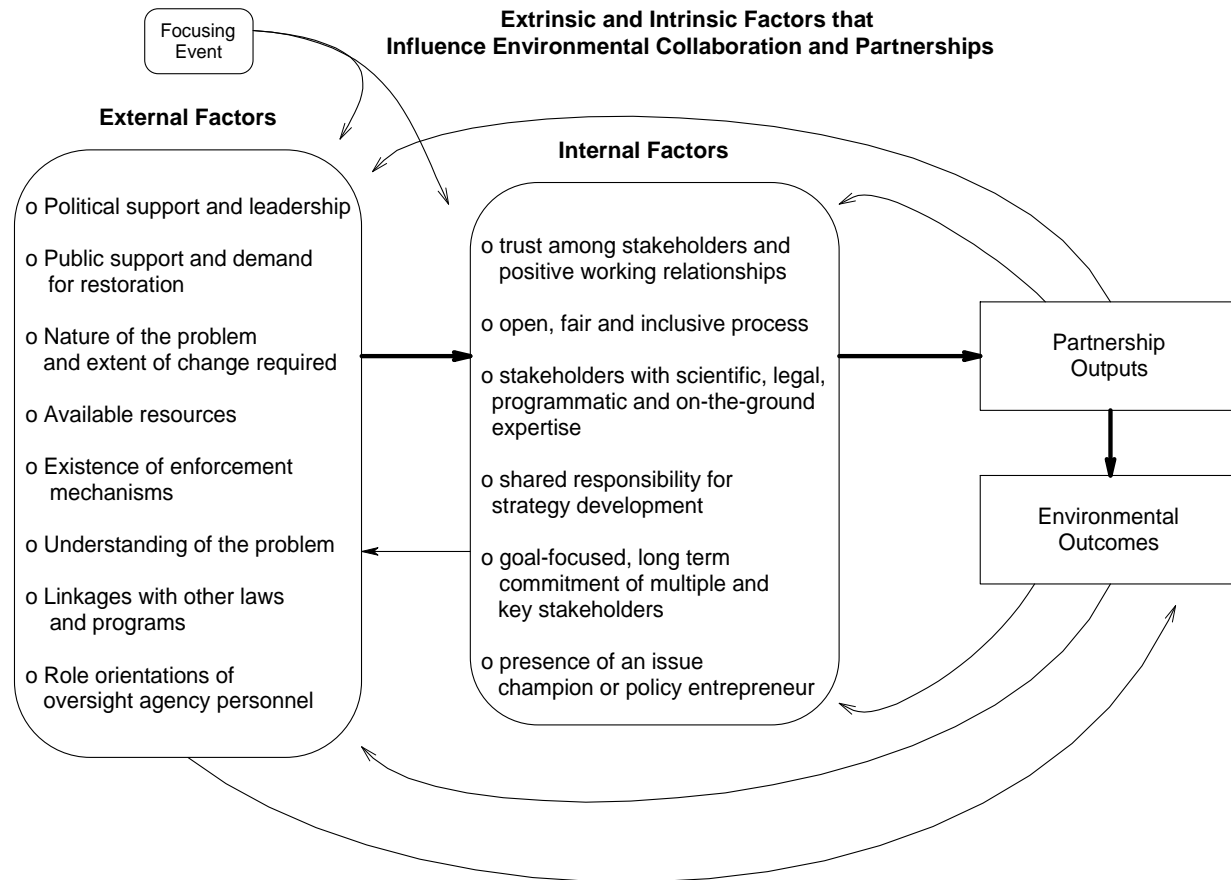 Extrinsic and Intrinsic Factors that
Influence Environmental Collaboration and Partnerships
Focusing
Event
External Factors
o Political support and leadership
o Public support and demand
for restoration
o Nature of the problem
and extent of change required
o Available resources
o Existence of enforcement
mechanisms
o Understanding of the problem
o Linkages with other laws
and programs
o Role orientations of
oversight agency personnel
Internal Factors
o trust among stakeholders and
positive working relationships
o open, fair and inclusive process
o stakeholders with scientific, legal,
programmatic and on-the-ground
expertise
o shared responsibility for
strategy development
o goal-focused, long term
commitment of multiple and
key stakeholders
o presence of an issue
champion or policy entrepreneur
Partnership
Outputs
Environmental
Outcomes